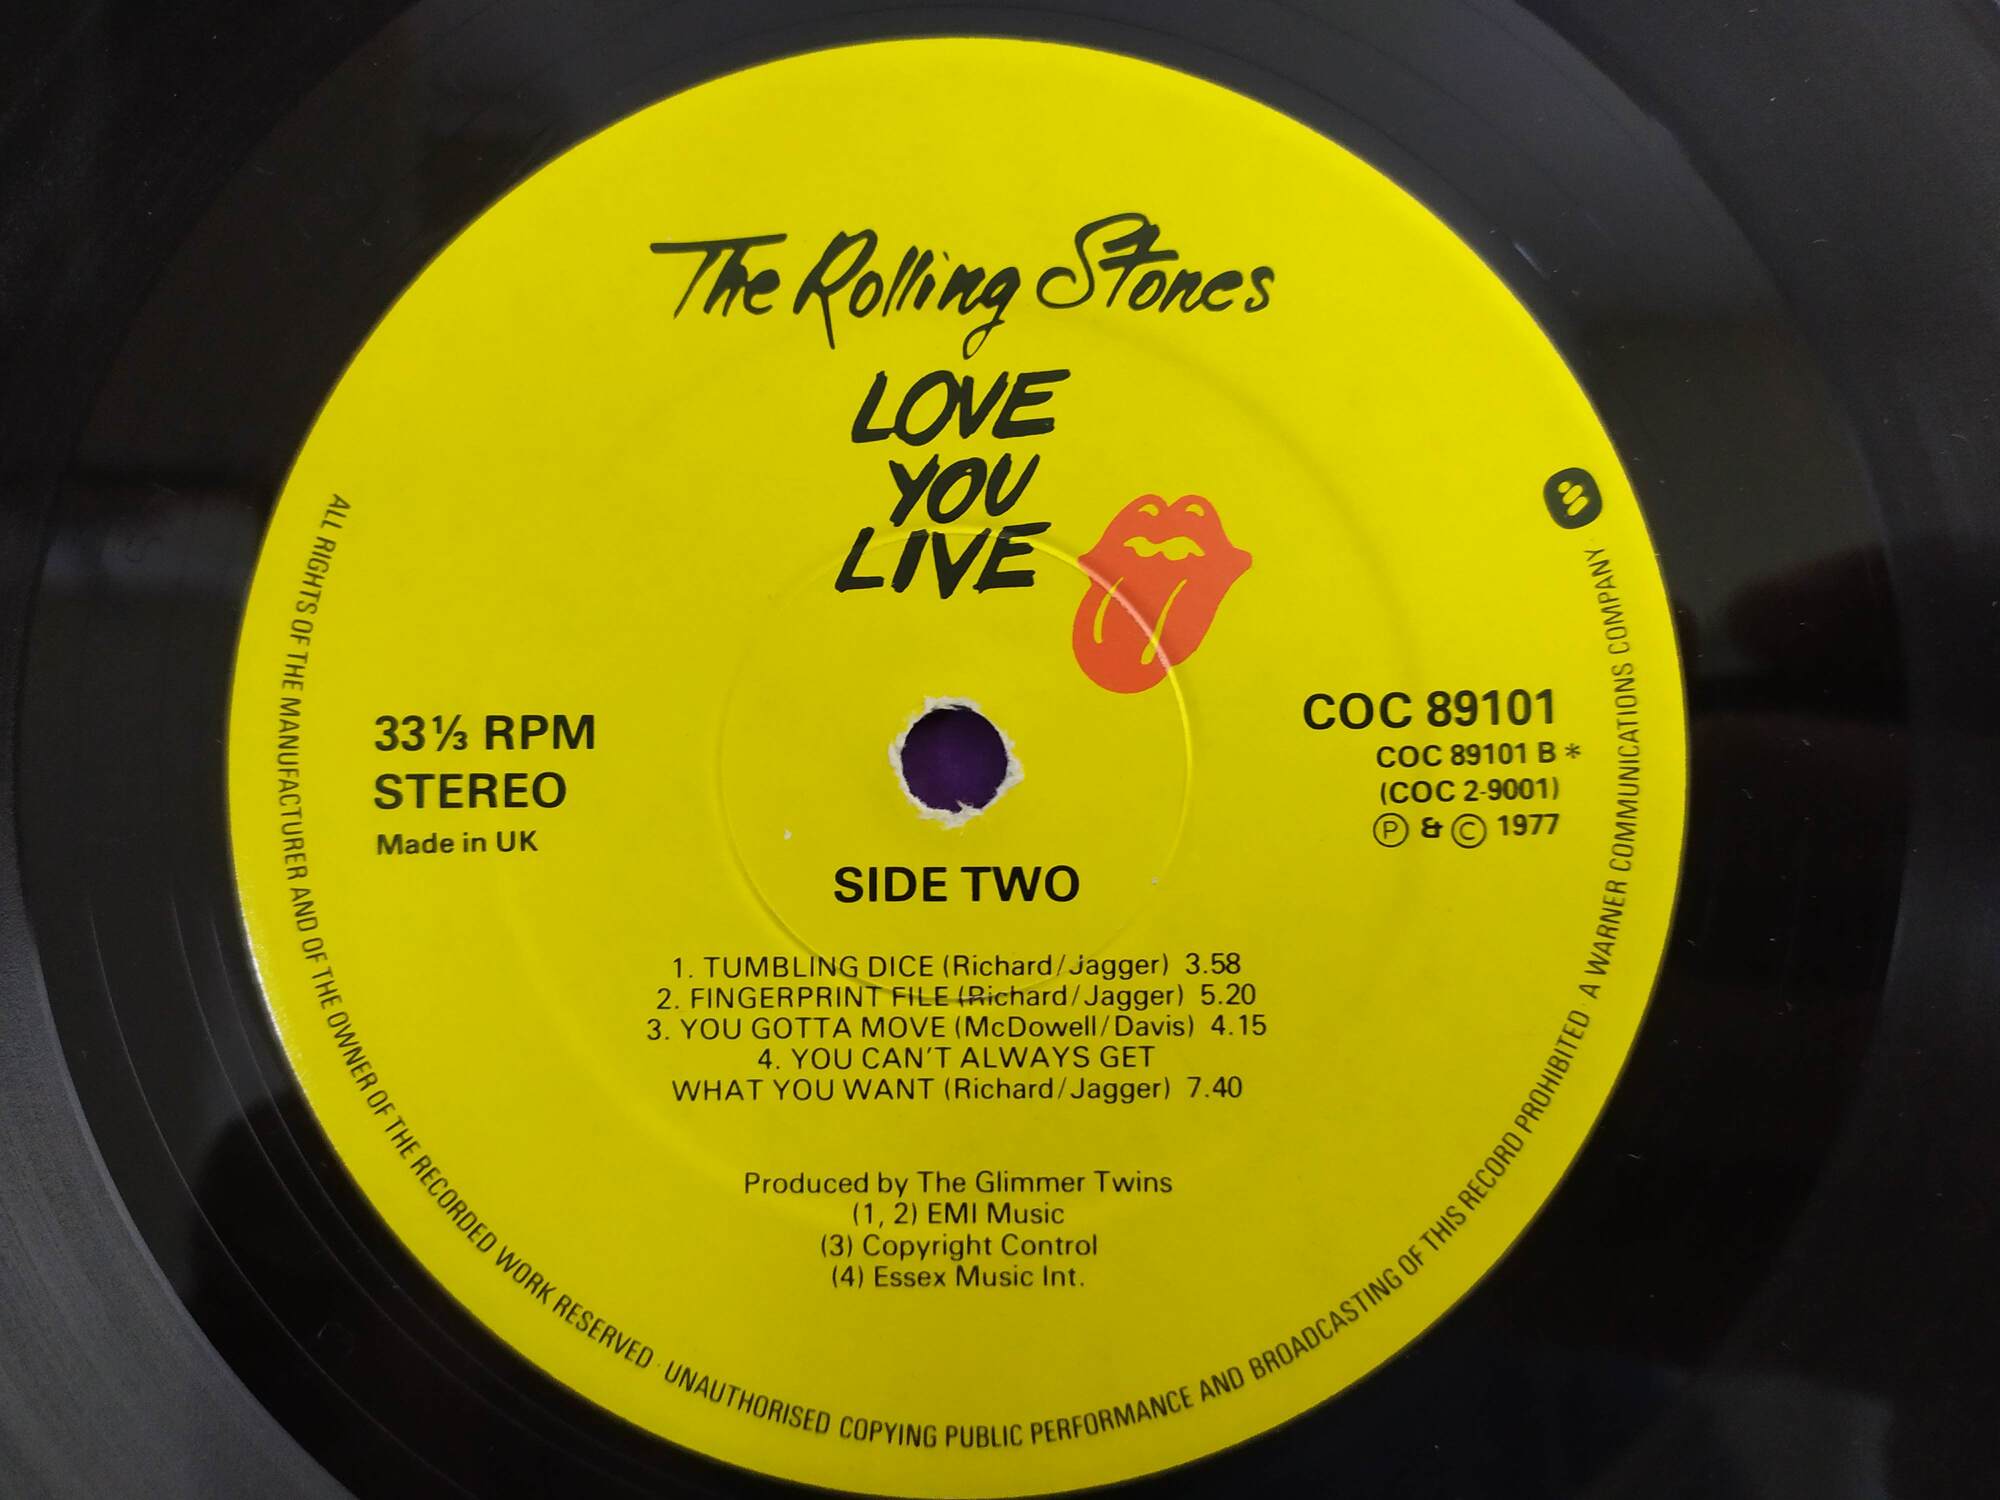 The Rolling Stones
LOVE
YOU
LIVE
33⅓ RPM
STEREO
Made in UK
COC 89101
COC 89101 B *
(COC 2-9001)
Ⓟ & Ⓒ 1977
SIDE TWO
1. TUMBLING DICE (Richard/Jagger) 3.58
2. FINGERPRINT FILE (Richard/Jagger) 5.20
3. YOU GOTTA MOVE (McDowell/Davis) 4.15
4. YOU CAN'T ALWAYS GET
WHAT YOU WANT (Richard/Jagger) 7.40
Produced by The Glimmer Twins
(1, 2) EMI Music
(3) Copyright Control
(4) Essex Music Int.
ALL RIGHTS OF THE MANUFACTURER AND OF THE OWNER OF THE RECORDED WORK RESERVED · UNAUTHORISED COPYING PUBLIC PERFORMANCE AND BROADCASTING OF THIS RECORD PROHIBITED · A WARNER COMMUNICATIONS COMPANY ·